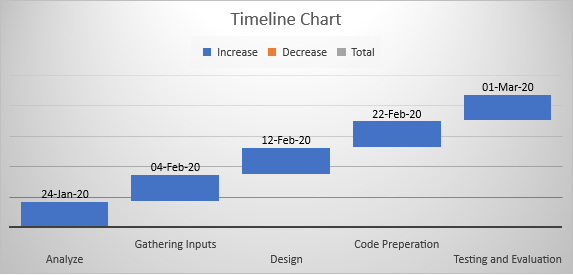 Timeline Chart
Increase Decrease Total
01-Mar-20
22-Feb-20
12-Feb-20
04-Feb-20
24-Jan-20
Gathering Inputs Code Preperation
Analyze Design Testing and Evaluation